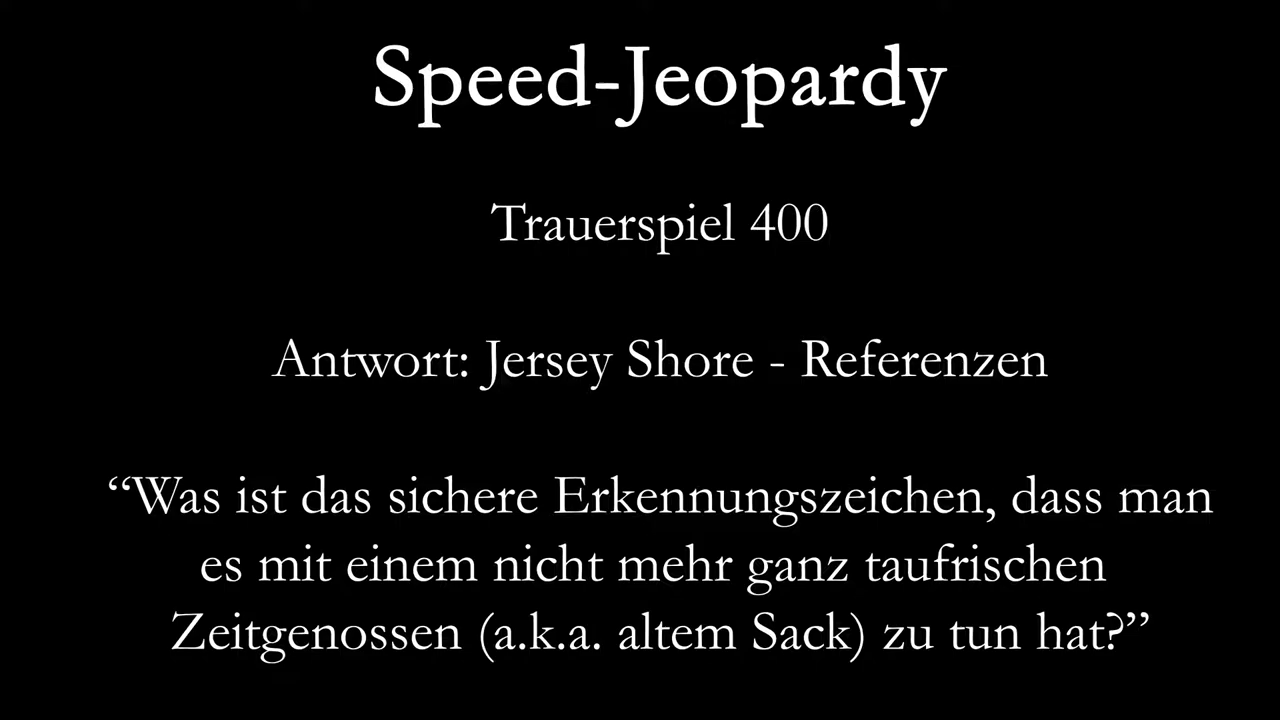 Speed-Jeopardy
Trauerspiel 400
Antwort: Jersey Shore - Referenzen
“Was ist das sichere Erkennungszeichen, dass man
es mit einem nicht mehr ganz taufrischen
Zeitgenossen (a.k.a. altem Sack) zu tun hat?”